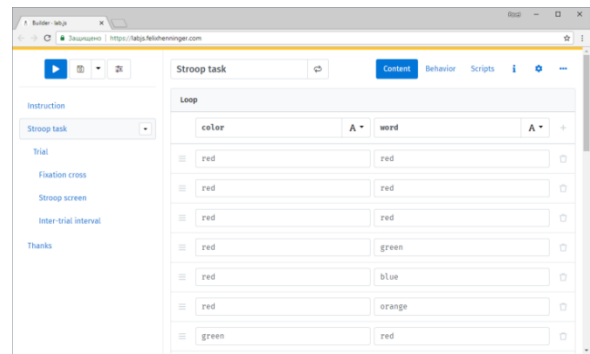 Builder - lab.js
Защищено | https://labjs.felixhenninger.com
Stroop task
Content Behavior Scripts
Instruction
Stroop task
Trial
Fixation cross
Stroop screen
Inter-trial interval
Thanks
Loop
color A word A
red red
red red
red red
red green
red blue
red orange
green red